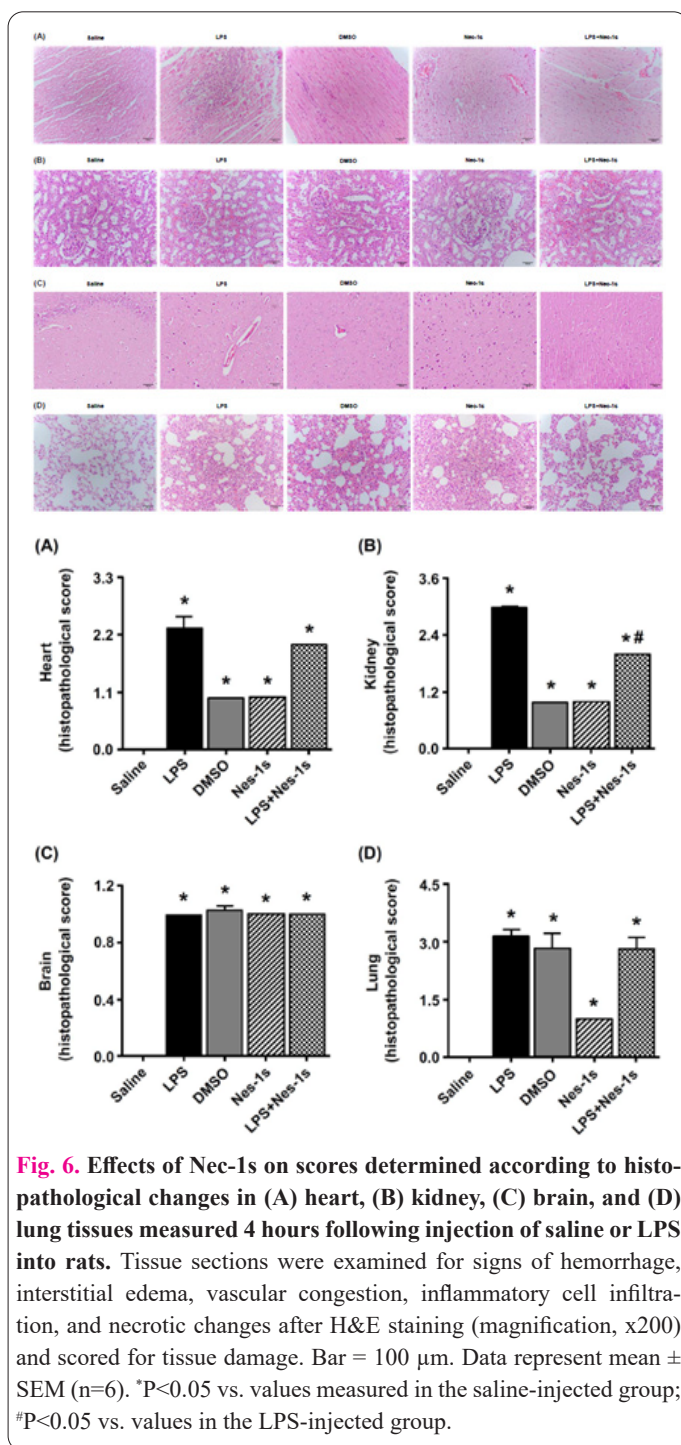 (A) Saline LPS DMSO Nes-1s LPS+Nes-1s
(B) Saline LPS DMSO Nes-1s LPS+Nes-1s
(C) Saline LPS DMSO Nes-1s LPS+Nes-1s
(D) Saline LPS DMSO Nes-1s LPS+Nes-1s
(A)
Heart
(histopathological score)
3.3
2.2
1.1
0.0
* * * *
Saline LPS DMSO Nes-1s LPS+Nes-1s
(B)
Kidney
(histopathological score)
3.6
2.4
1.2
0.0
* * * *#
Saline LPS DMSO Nes-1s LPS+Nes-1s
(C)
Brain
(histopathological score)
1.2
0.8
0.4
0.0
* * * *
Saline LPS DMSO Nes-1s LPS+Nes-1s
(D)
Lung
(histopathological score)
4.5
3.0
1.5
0.0
* * * *
Saline LPS DMSO Nes-1s LPS+Nes-1s
Fig. 6. Effects of Nec-1s on scores determined according to histo-
pathological changes in (A) heart, (B) kidney, (C) brain, and (D)
lung tissues measured 4 hours following injection of saline or LPS
into rats. Tissue sections were examined for signs of hemorrhage,
interstitial edema, vascular congestion, inflammatory cell infiltra-
tion, and necrotic changes after H&E staining (magnification, x200)
and scored for tissue damage. Bar = 100 µm. Data represent mean ±
SEM (n=6). *P<0.05 vs. values measured in the saline-injected group;
#P<0.05 vs. values in the LPS-injected group.